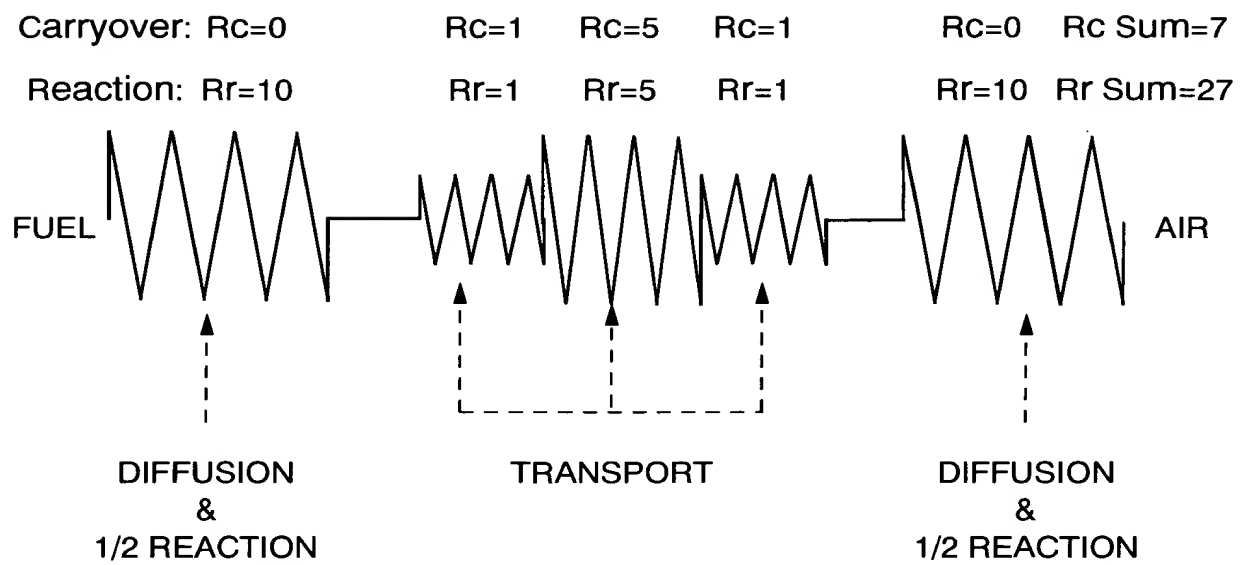 Carryover: Rc=0 Rc=1 Rc=5 Rc=1 Rc=0 Rc Sum=7
Reaction: Rr=10 Rr=1 Rr=5 Rr=1 Rr=10 Rr Sum=27
FUEL AIR
DIFFUSION TRANSPORT DIFFUSION
& &
1/2 REACTION 1/2 REACTION